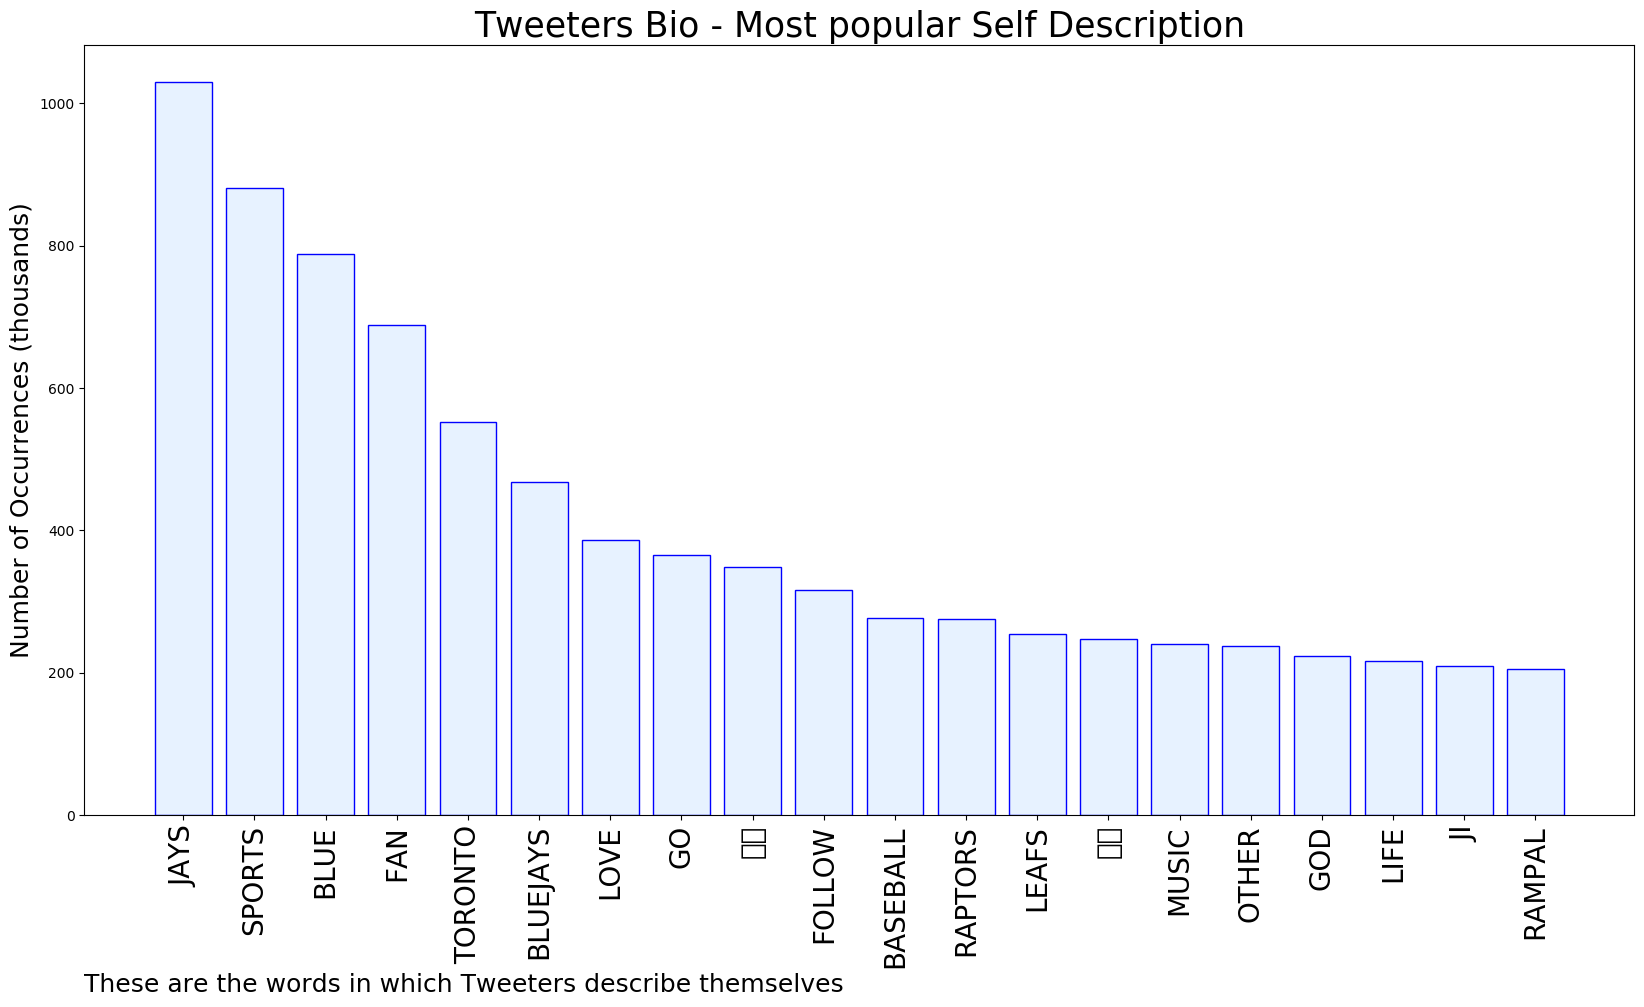 Tweeters Bio - Most popular Self Description
Number of Occurrences (thousands)
1000
800
600
400
200
0
JAYS
SPORTS
BLUE
FAN
TORONTO
BLUEJAYS
LOVE
GO
FOLLOW
BASEBALL
RAPTORS
LEAFS
MUSIC
OTHER
GOD
LIFE
JI
RAMPAL
These are the words in which Tweeters describe themselves